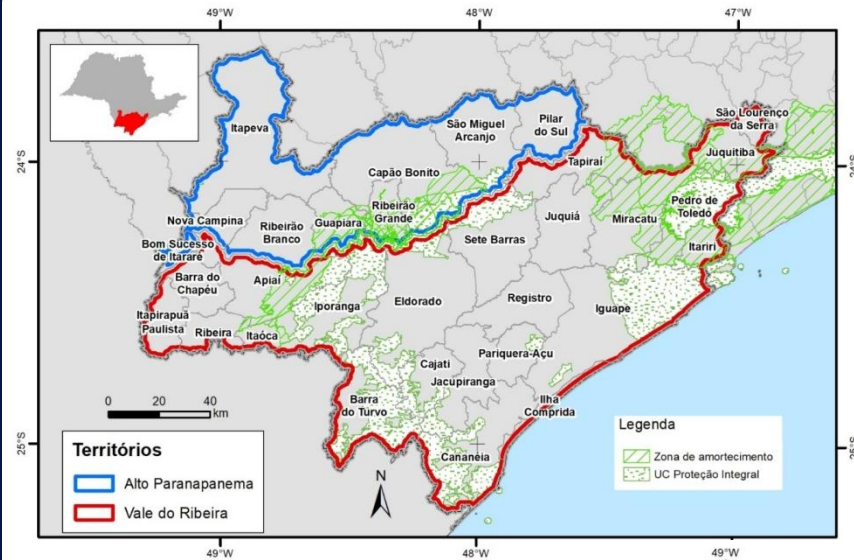 49°W
48°W
47°W
São Lourenço
da Serra
Itapeva
São Miguel
Arcanjo
Pilar
do Sul
24°S
24°S
Tapiraí
Juquitiba
Capão Bonito
Pedro de
Toledo
Nova Campina
Ribeirão
Branco
Guapiara
Ribeirão
Grande
Juquiá
Miracatu
Sete Barras
Bom Sucesso
de Itararé
Itariri
Barra do
Chapéu
Apiaí
Iporanga
Eldorado
Registro
Iguape
Itapirapuã
Paulista
Ribeira
Itaóca
Pariquera-Açu
Cajati
Jacupiranga
Barra
do Turvo
Ilha
Comprida
Cananeia
0 20 40
km
25°S
25°S
N
Territórios
Alto Paranapanema
Vale do Ribeira
Legenda
Zona de amortecimento
UC Proteção Integral
49°W
48°W
49°W